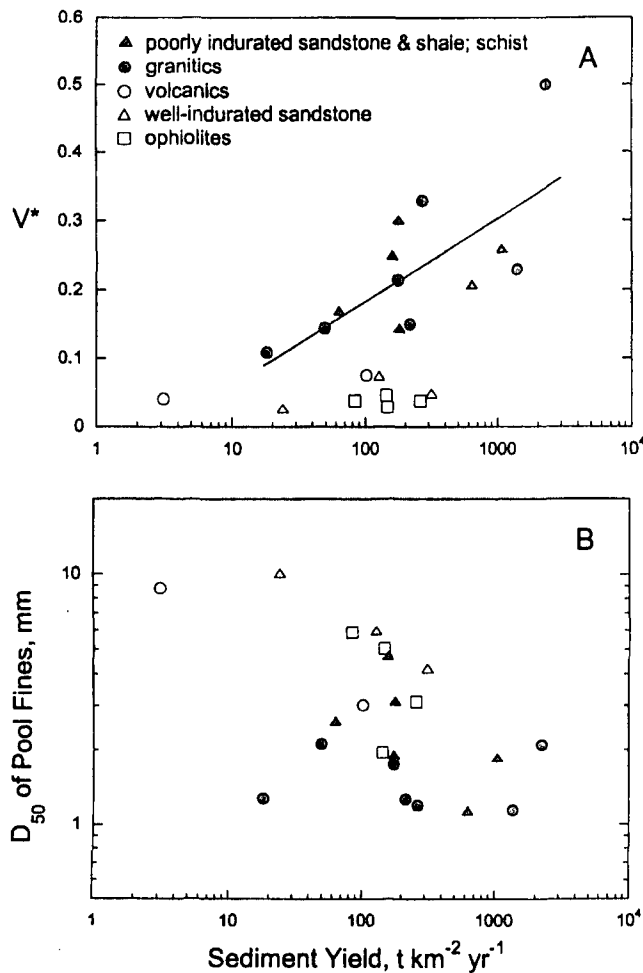 0.6
0.5
0.4
0.3
0.2
0.1
0
V*
poorly indurated sandstone & shale; schist
granitics
volcanics
well-indurated sandstone
ophiolites
A
1 10 100 1000 10⁴
B
10
1
D₅₀ of Pool Fines, mm
1 10 100 1000 10⁴
Sediment Yield, t km⁻² yr⁻¹